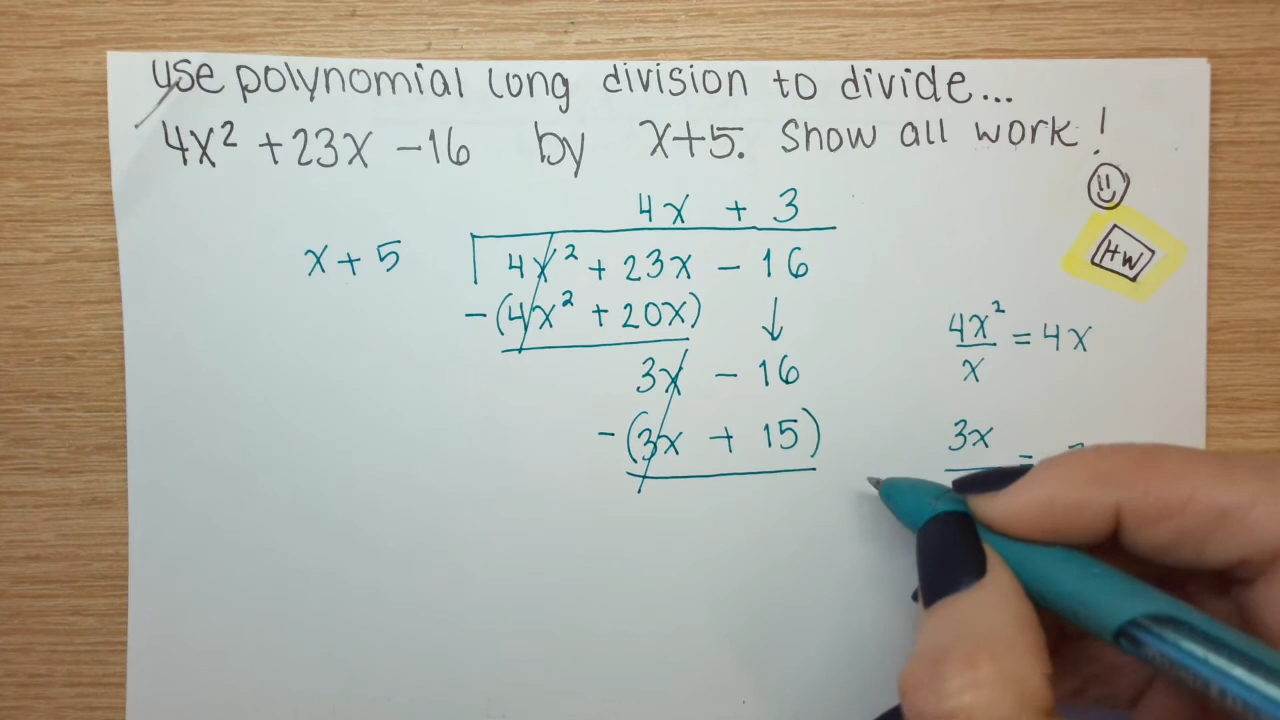 use polynomial long division to divide...
4x² + 23x - 16 by x+5. Show all work!
4x + 3
x + 5 4x² + 23x - 16
HW
-(4x² + 20x)
4x²/x = 4x
3x - 16
-(3x + 15)
3x
=